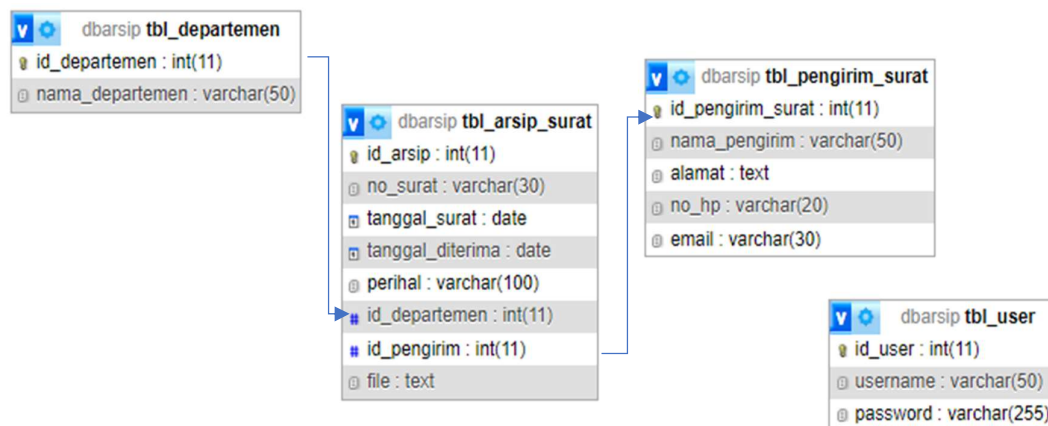 dbarsip tbl_departemen
id_departemen : int(11)
nama_departemen : varchar(50)
dbarsip tbl_arsip_surat
id_arsip : int(11)
no_surat : varchar(30)
tanggal_surat : date
tanggal_diterima : date
perihal : varchar(100)
# id_departemen : int(11)
# id_pengirim : int(11)
file : text
dbarsip tbl_pengirim_surat
id_pengirim_surat : int(11)
nama_pengirim : varchar(50)
alamat : text
no_hp : varchar(20)
email : varchar(30)
dbarsip tbl_user
id_user : int(11)
username : varchar(50)
password : varchar(255)